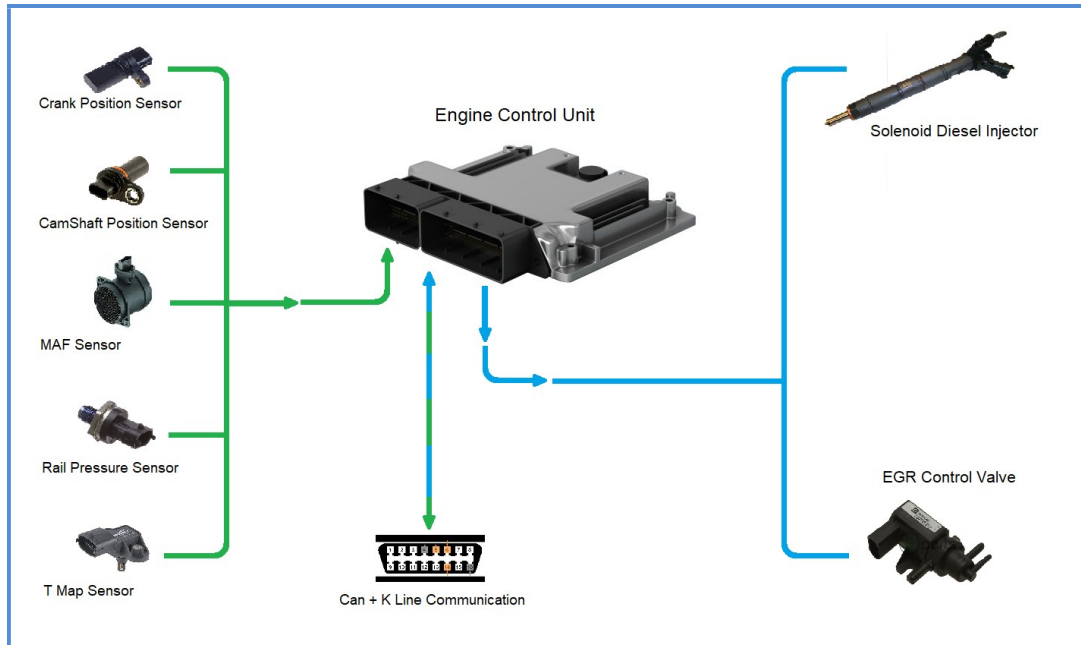 Crank Position Sensor
Engine Control Unit
Solenoid Diesel Injector
CamShaft Position Sensor
MAF Sensor
Rail Pressure Sensor
EGR Control Valve
T Map Sensor
Can + K Line Communication